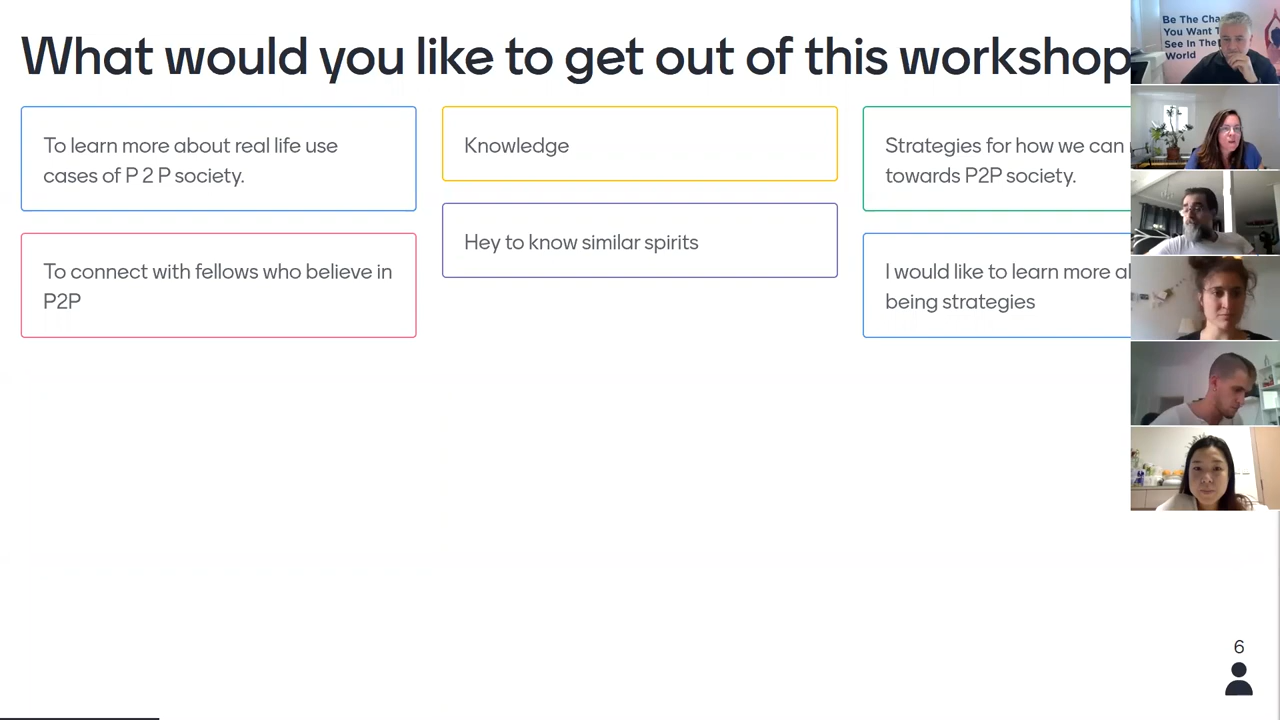 What would you like to get out of this workshop
To learn more about real life use
cases of P 2 P society.
To connect with fellows who believe in
P2P
Knowledge
Hey to know similar spirits
Strategies for how we can
towards P2P society.
I would like to learn more
being strategies
Be The
You Want
See In The
World
6